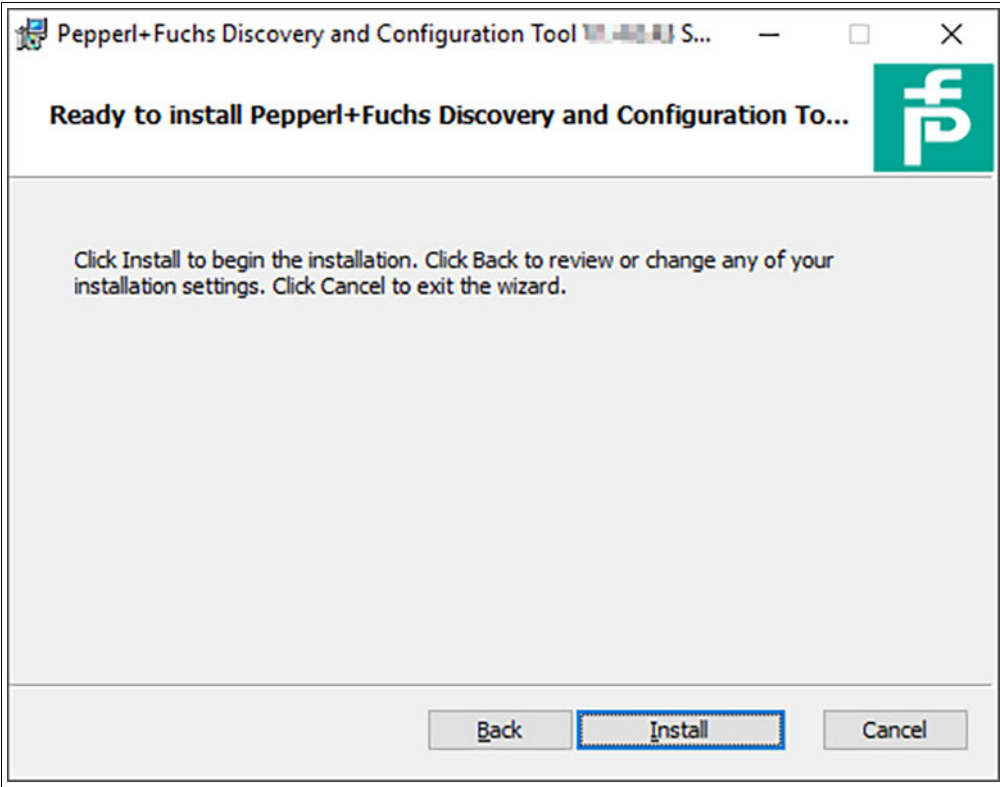 Pepperl+Fuchs Discovery and Configuration Tool S...
Ready to install Pepperl+Fuchs Discovery and Configuration To...
Click Install to begin the installation. Click Back to review or change any of your
installation settings. Click Cancel to exit the wizard.
Back
Install
Cancel